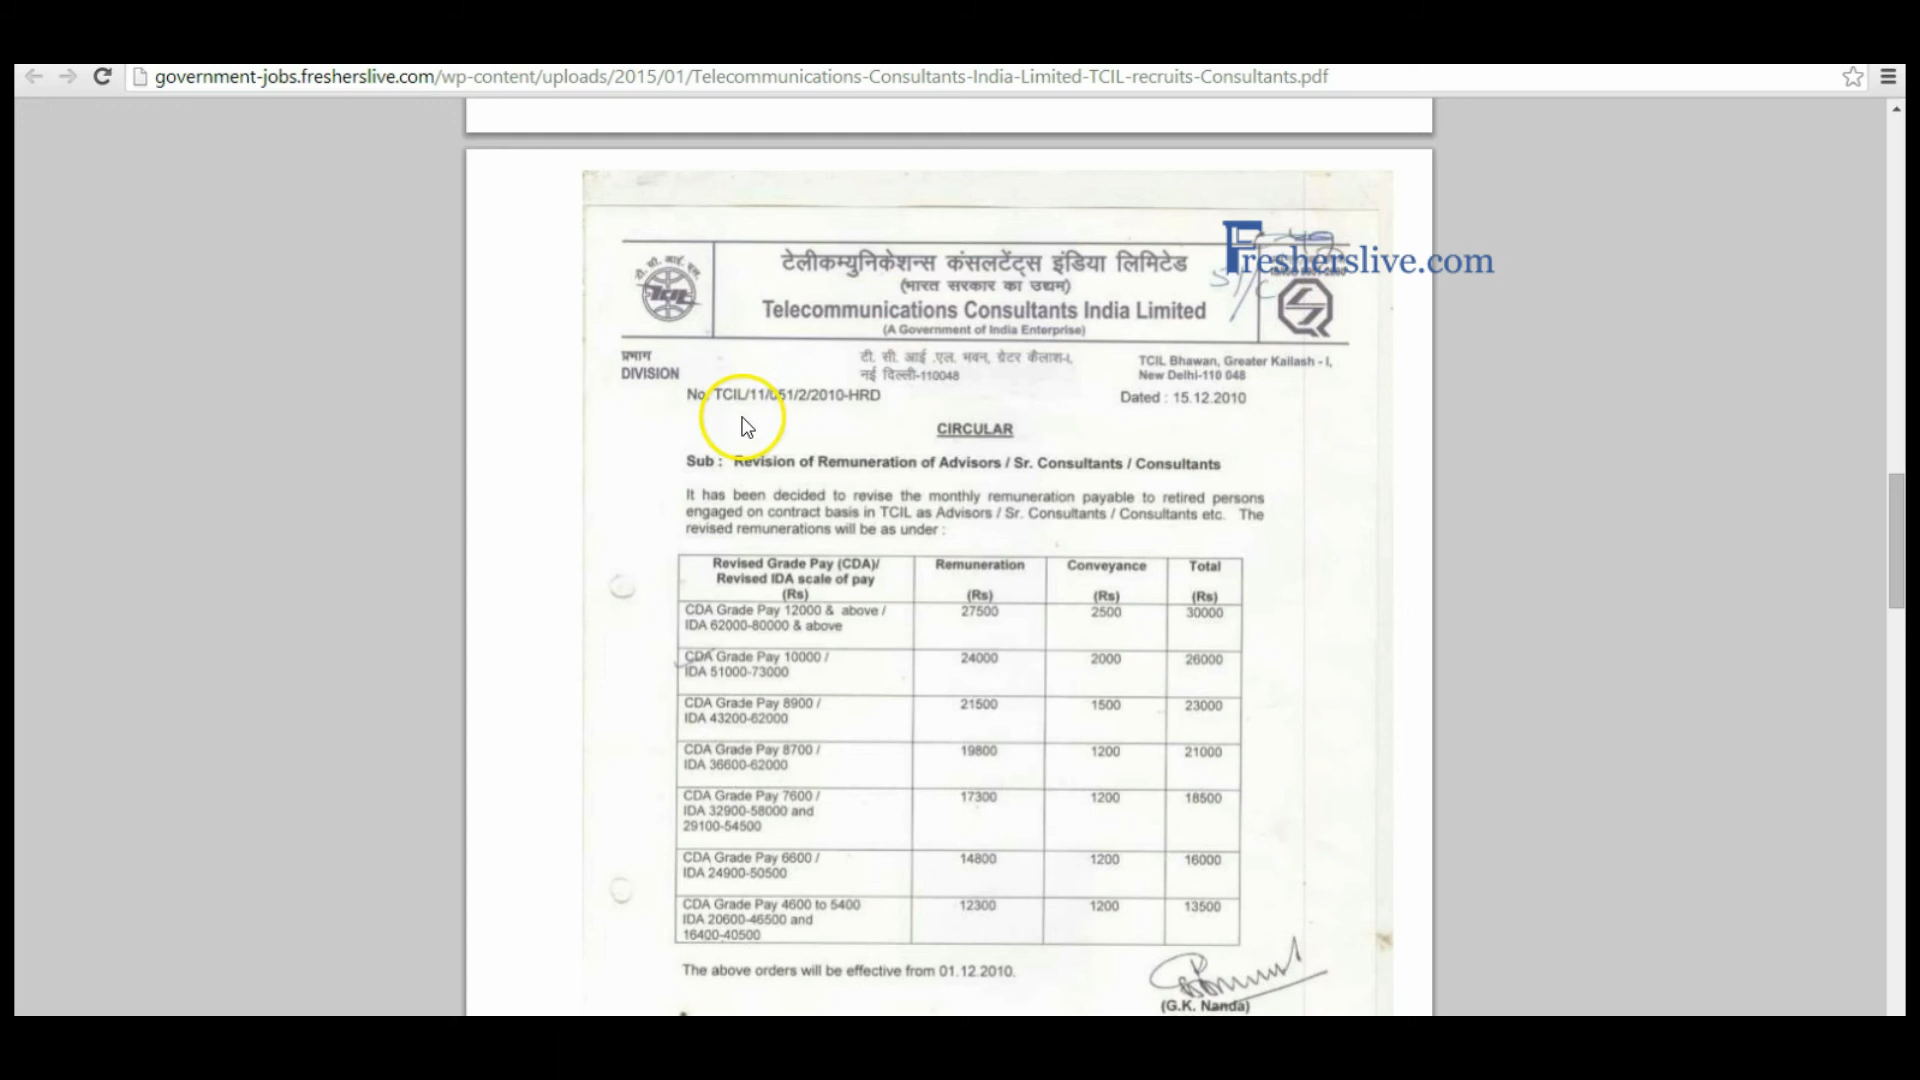 government-jobs.fresherslive.com/wp-content/uploads/2015/01/Telecommunications-Consultants-India-Limited-TCIL-recruits-Consultants.pdf
टेलीकम्युनिकेशन्स कंसलटेंट्स इंडिया लिमिटेड
(भारत सरकार का उद्यम)
Telecommunications Consultants India Limited
(A Government of India Enterprise)
टी.सी.आई.एल.
TCIL
Fresherslive.com
प्रभाग
DIVISION
टी. सी. आई .एल. भवन, ग्रेटर कैलाश-I,
नई दिल्ली-110048
TCIL Bhawan, Greater Kailash - I,
New Delhi-110 048
No. TCIL/11/051/2/2010-HRD
Dated : 15.12.2010
CIRCULAR
Sub : Revision of Remuneration of Advisors / Sr. Consultants / Consultants
It has been decided to revise the monthly remuneration payable to retired persons
engaged on contract basis in TCIL as Advisors / Sr. Consultants / Consultants etc. The
revised remunerations will be as under :
Revised Grade Pay (CDA)/ Remuneration Conveyance Total
Revised IDA scale of pay
(Rs) (Rs) (Rs) (Rs)
CDA Grade Pay 12000 & above / 27500 2500 30000
IDA 62000-80000 & above
CDA Grade Pay 10000 / 24000 2000 26000
IDA 51000-73000
CDA Grade Pay 8900 / 21500 1500 23000
IDA 43200-62000
CDA Grade Pay 8700 / 19800 1200 21000
IDA 36600-62000
CDA Grade Pay 7600 / 17300 1200 18500
IDA 32900-58000 and
29100-54500
CDA Grade Pay 6600 / 14800 1200 16000
IDA 24900-50500
CDA Grade Pay 4600 to 5400 12300 1200 13500
IDA 20600-46500 and
16400-40500
The above orders will be effective from 01.12.2010.
(G.K. Nanda)